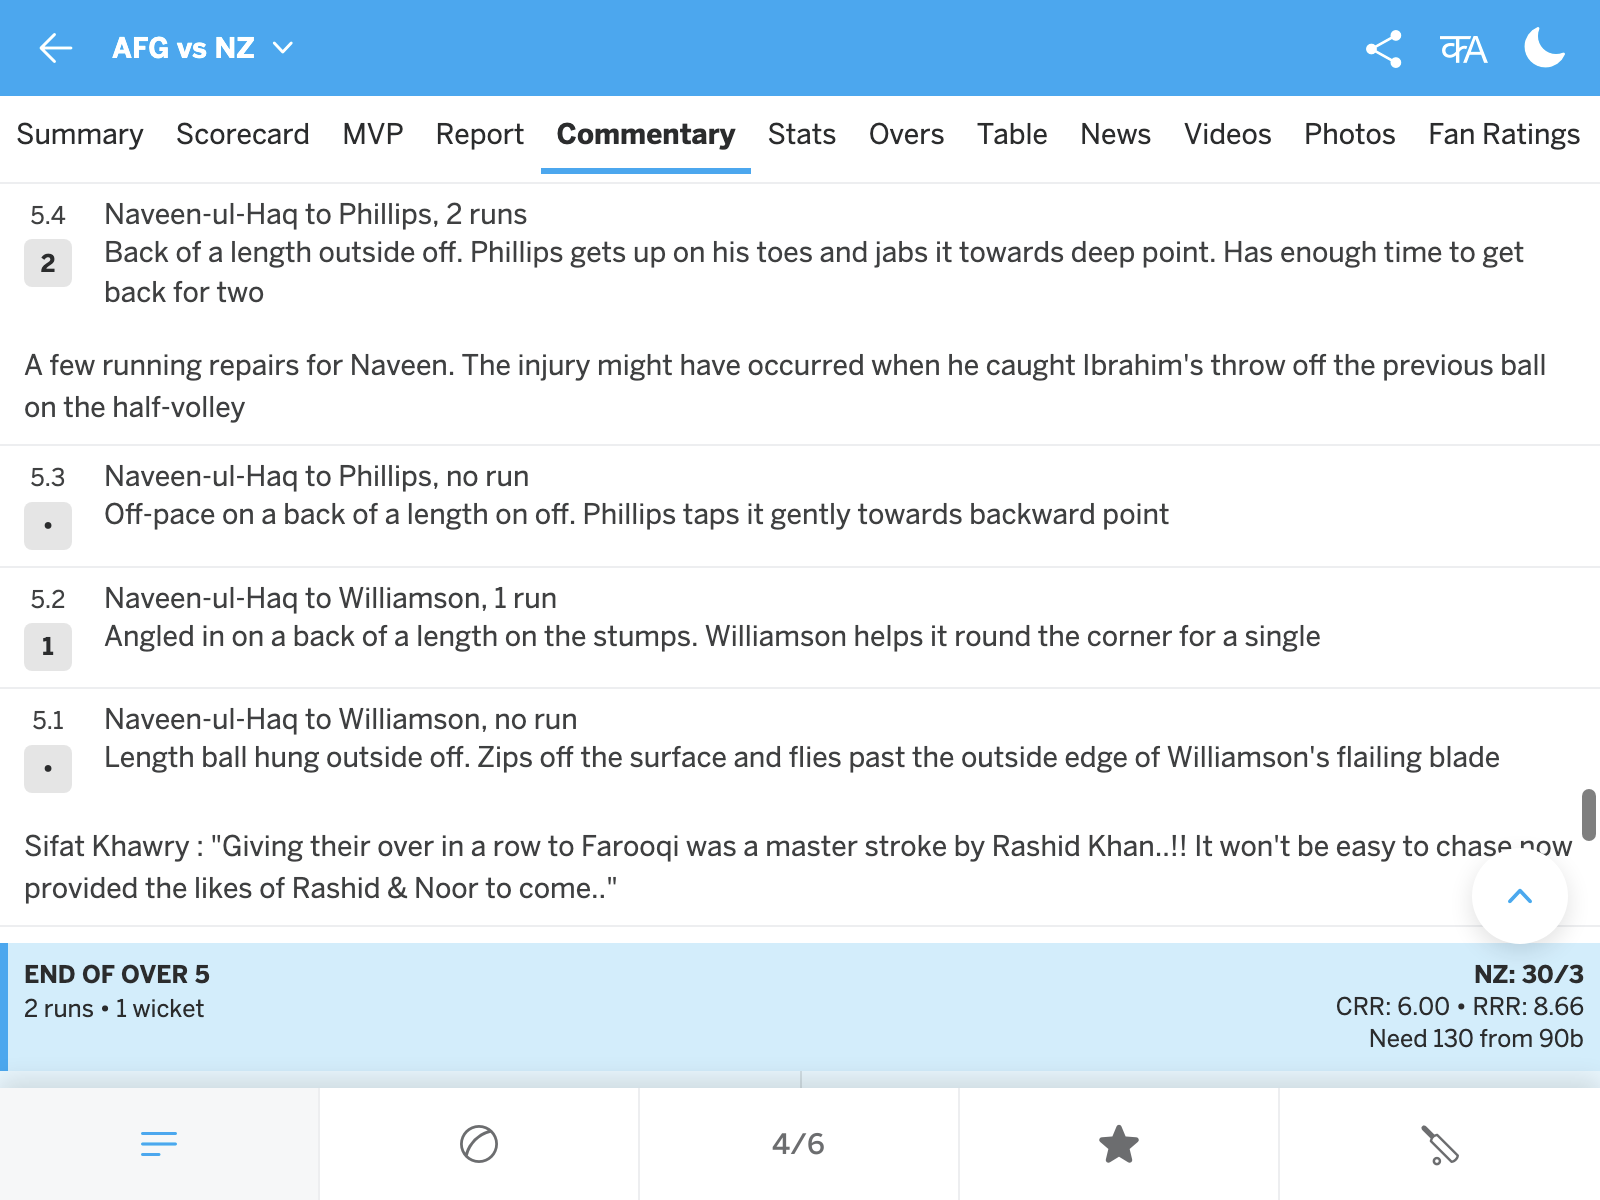 AFG vs NZ
काA
Summary Scorecard MVP Report Commentary Stats Overs Table News Videos Photos Fan Ratings
5.4 Naveen-ul-Haq to Phillips, 2 runs
2 Back of a length outside off. Phillips gets up on his toes and jabs it towards deep point. Has enough time to get
back for two
A few running repairs for Naveen. The injury might have occurred when he caught Ibrahim's throw off the previous ball
on the half-volley
5.3 Naveen-ul-Haq to Phillips, no run
• Off-pace on a back of a length on off. Phillips taps it gently towards backward point
5.2 Naveen-ul-Haq to Williamson, 1 run
1 Angled in on a back of a length on the stumps. Williamson helps it round the corner for a single
5.1 Naveen-ul-Haq to Williamson, no run
• Length ball hung outside off. Zips off the surface and flies past the outside edge of Williamson's flailing blade
Sifat Khawry : "Giving their over in a row to Farooqi was a master stroke by Rashid Khan..!! It won't be easy to chase now
provided the likes of Rashid & Noor to come.."
END OF OVER 5 NZ: 30/3
2 runs • 1 wicket CRR: 6.00 • RRR: 8.66
Need 130 from 90b
4/6